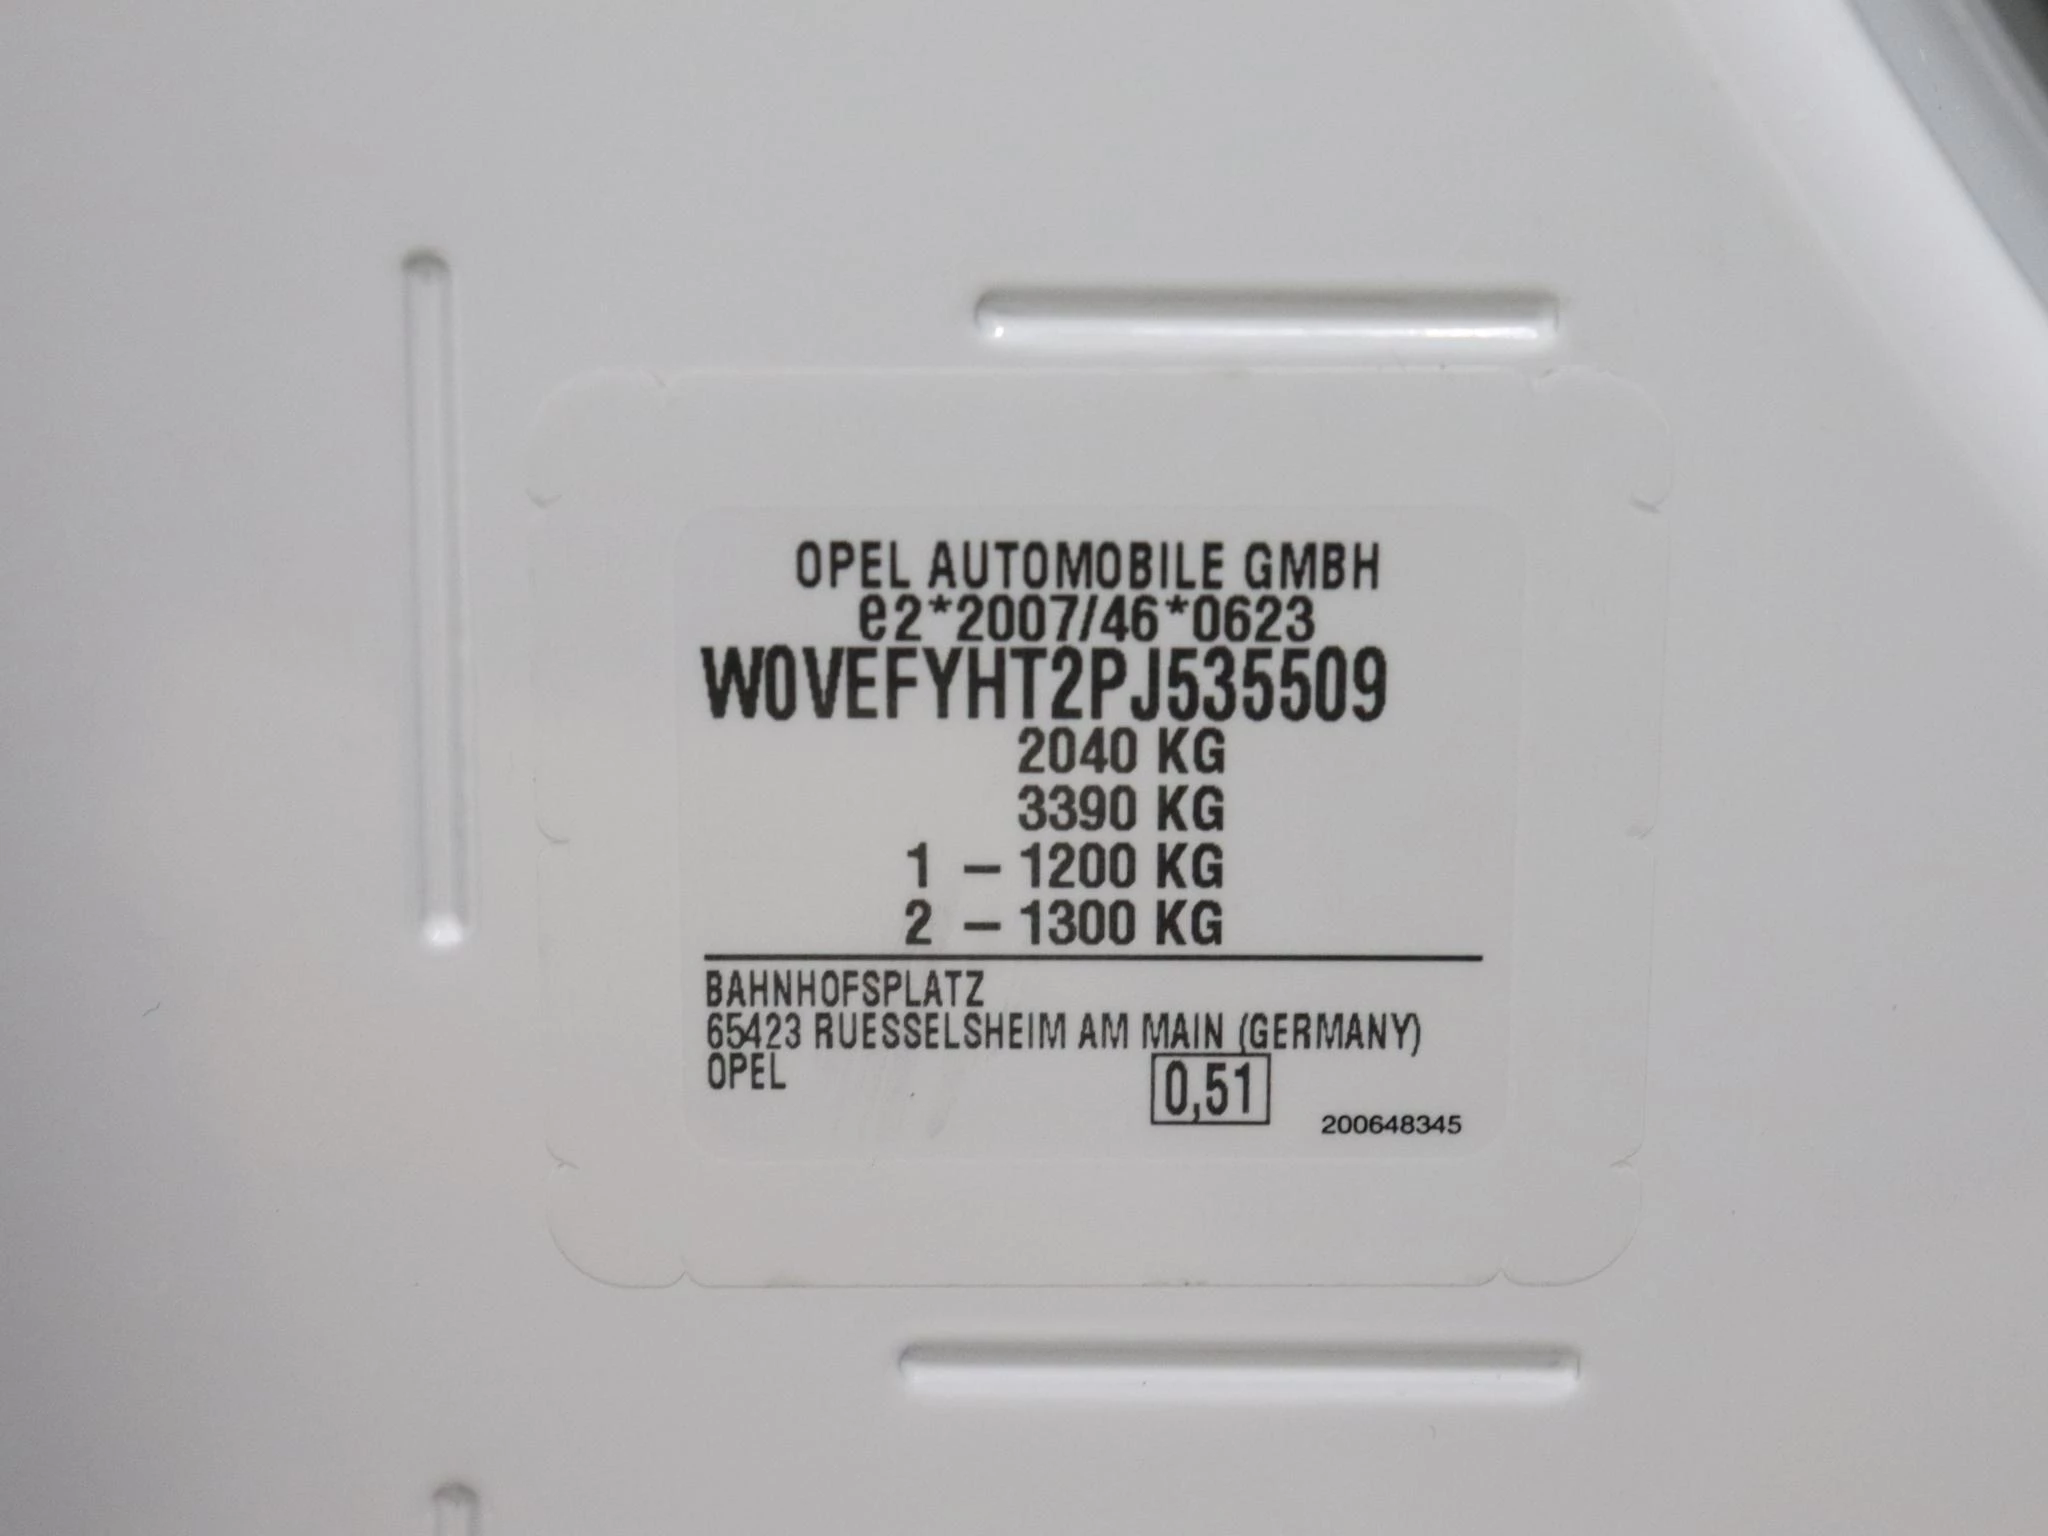 OPEL AUTOMOBILE GMBH
e2*2007/46*0623
W0VEFYHT2PJ535509
2040 KG
3390 KG
1 – 1200 KG
2 – 1300 KG
BAHNHOFSPLATZ
65423 RUESSELSHEIM AM MAIN (GERMANY)
OPEL
0,51
200648345